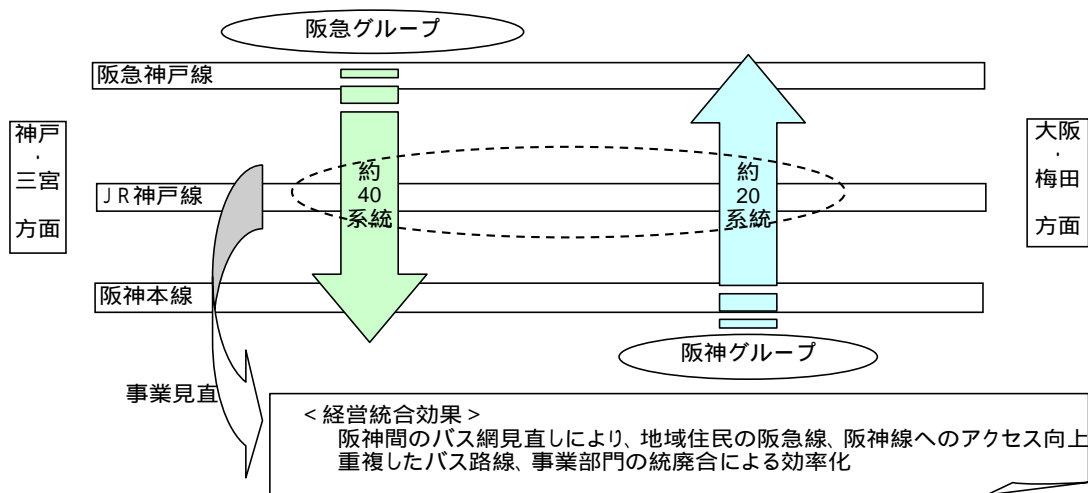 阪急グループ
阪急神戸線
神戸
・
三宮
方面
大阪
・
梅田
方面
約
40
系統
約
20
系統
JR神戸線
阪神本線
阪神グループ
事業見直
<経営統合効果>
阪神間のバス網見直しにより、地域住民の阪急線、阪神線へのアクセス向上
重複したバス路線、事業部門の統廃合による効率化